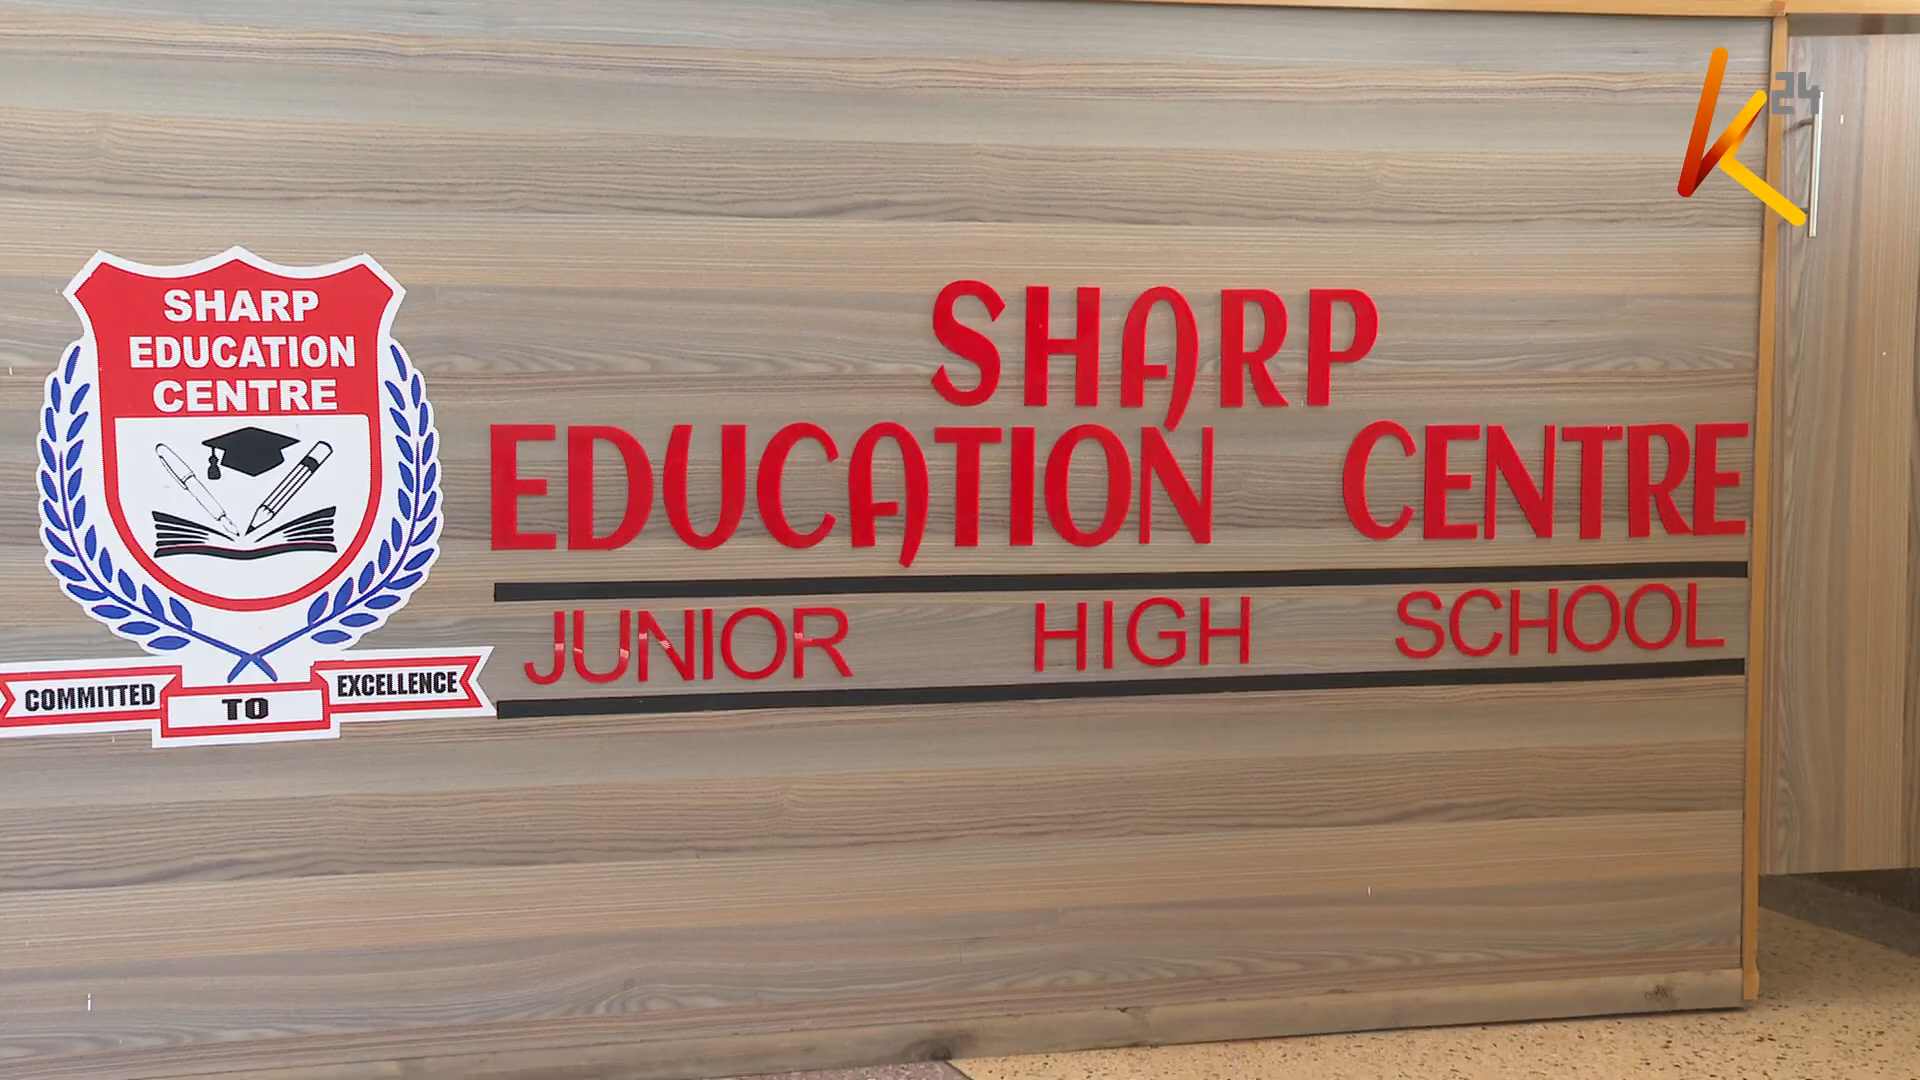 K24
SHARP
EDUCATION
CENTRE
COMMITTED TO EXCELLENCE
SHARP
EDUCATION CENTRE
JUNIOR HIGH SCHOOL